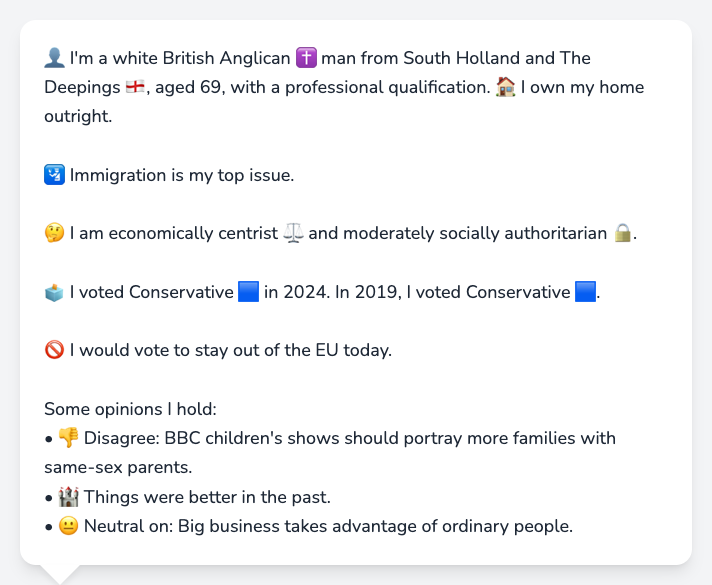 👤 I'm a white British Anglican ✝️ man from South Holland and The
Deepings 🏴󠁧󠁢󠁥󠁮󠁧󠁿, aged 69, with a professional qualification. 🏠 I own my home
outright.
🛂 Immigration is my top issue.
🤔 I am economically centrist ⚖️ and moderately socially authoritarian 🔒.
🗳️ I voted Conservative 🟦 in 2024. In 2019, I voted Conservative 🟦.
🚫 I would vote to stay out of the EU today.
Some opinions I hold:
• 👎 Disagree: BBC children's shows should portray more families with
same-sex parents.
• 🏰 Things were better in the past.
• 😐 Neutral on: Big business takes advantage of ordinary people.